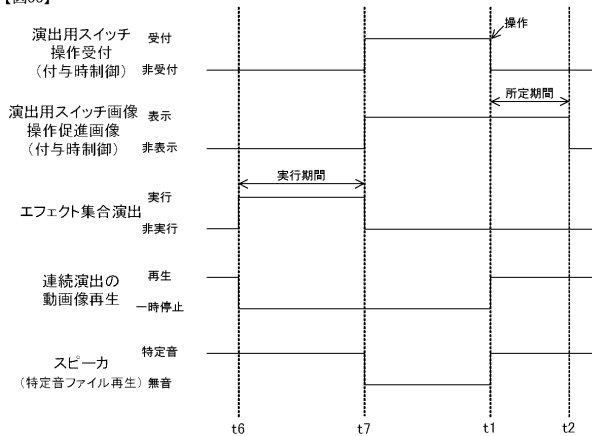 演出用スイッチ
操作受付
(付与時制御)
受付
非受付
操作
所定期間
演出用スイッチ画像
操作促進画像
(付与時制御)
表示
非表示
実行期間
エフェクト集合演出
実行
非実行
連続演出の
動画像再生
再生
一時停止
スピーカ
(特定音ファイル再生)
特定音
無音
t6 t7 t1 t2